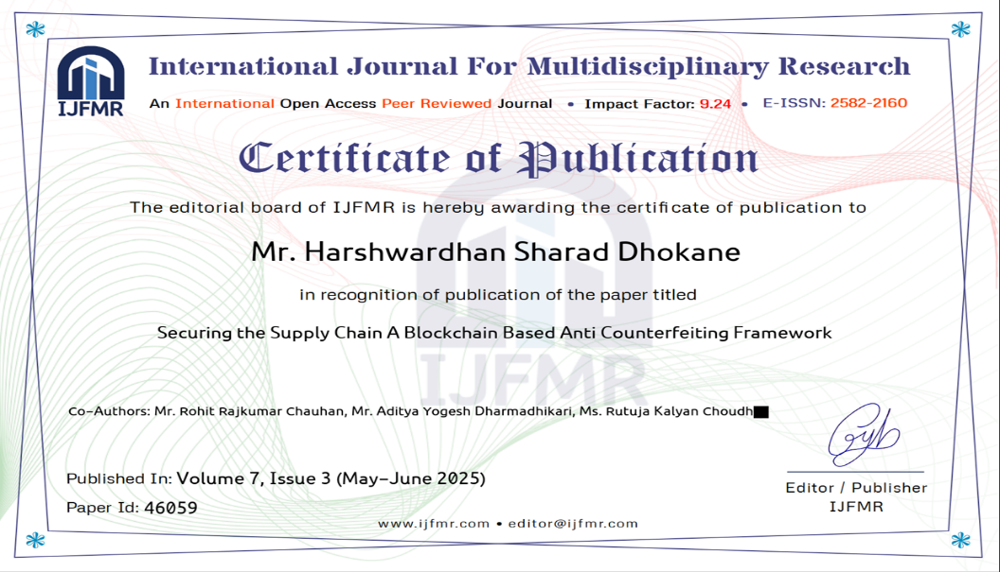 IJFMR
International Journal For Multidisciplinary Research
An International Open Access Peer Reviewed Journal • Impact Factor: 9.24 • E-ISSN: 2582-2160
Certificate of Publication
The editorial board of IJFMR is hereby awarding the certificate of publication to
Mr. Harshwardhan Sharad Dhokane
in recognition of publication of the paper titled
Securing the Supply Chain A Blockchain Based Anti Counterfeiting Framework
IJFMR
Co-Authors: Mr. Rohit Rajkumar Chauhan, Mr. Aditya Yogesh Dharmadhikari, Ms. Rutuja Kalyan Choudh
Published In: Volume 7, Issue 3 (May-June 2025)
Paper Id: 46059
Editor / Publisher
IJFMR
www.ijfmr.com • editor@ijfmr.com